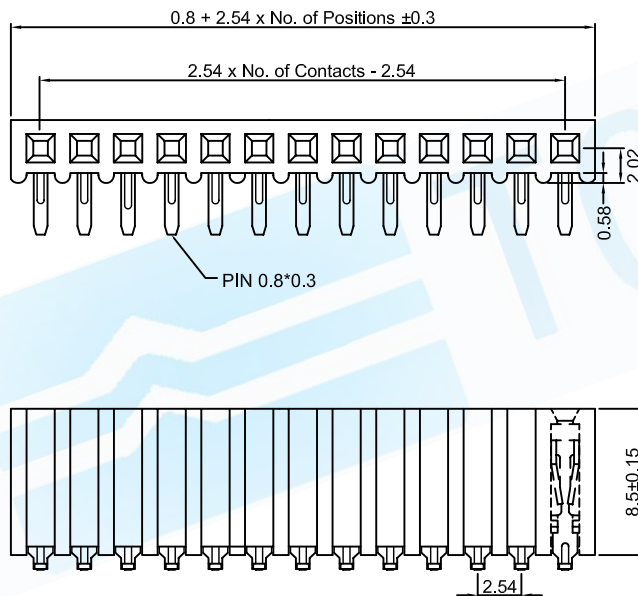 0.8 + 2.54 x No. of Positions ±0.3
2.54 x No. of Contacts - 2.54
2.02
0.58
PIN 0.8*0.3
TO
8.5±0.15
2.54